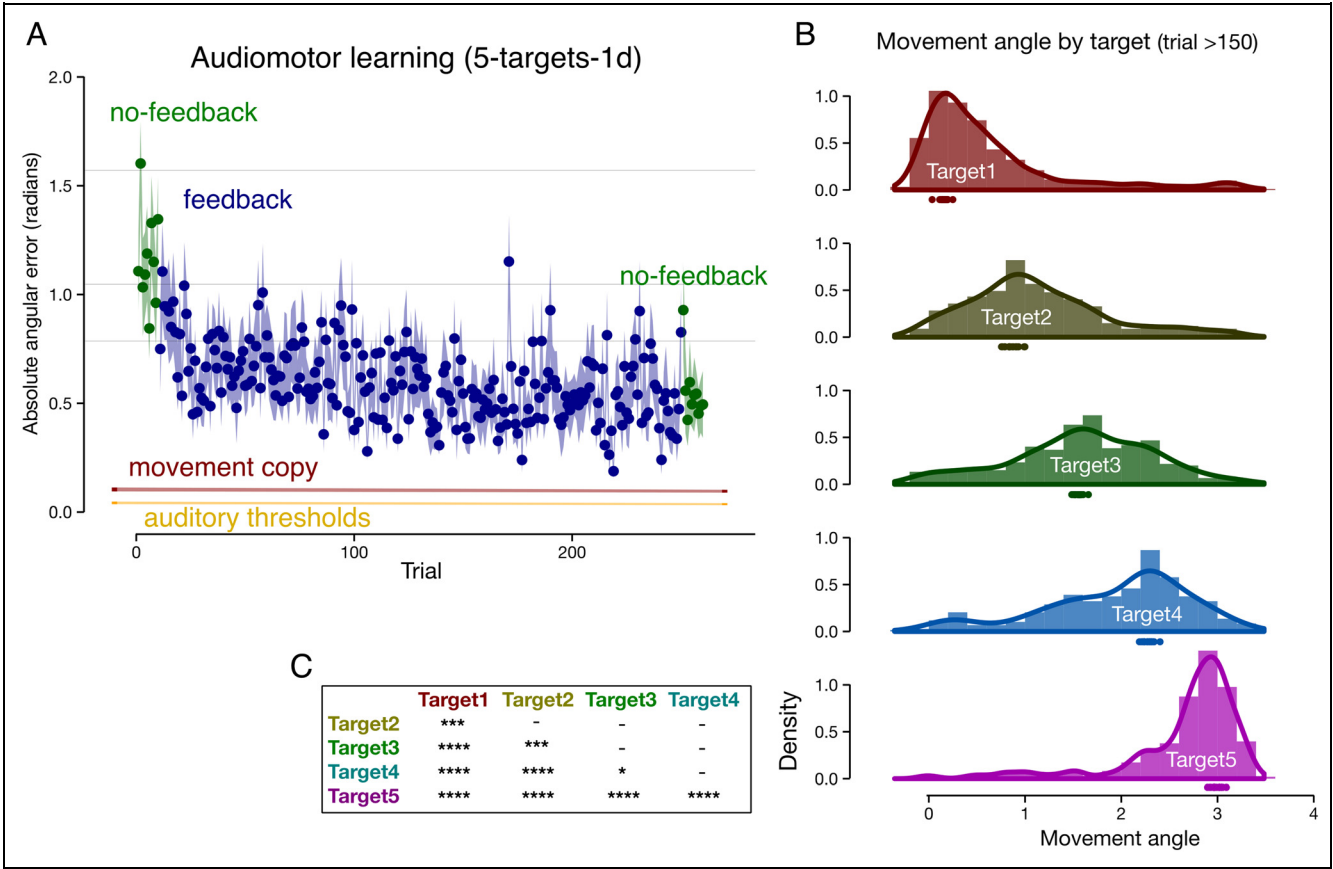 A
Audiomotor learning (5-targets-1d)
2.0
1.5
1.0
0.5
0.0
Absolute angular error (radians)
no-feedback
feedback
no-feedback
movement copy
auditory thresholds
0 100 200
Trial
B
Movement angle by target (trial >150)
1.0
0.5
0.0
Target1
1.0
0.5
0.0
Target2
1.0
0.5
0.0
Target3
1.0
0.5
0.0
Target4
1.0
0.5
0.0
Target5
Density
0 1 2 3 4
Movement angle
C
Target1 Target2 Target3 Target4
Target2 *** - - -
Target3 **** *** - -
Target4 **** **** * -
Target5 **** **** **** ****